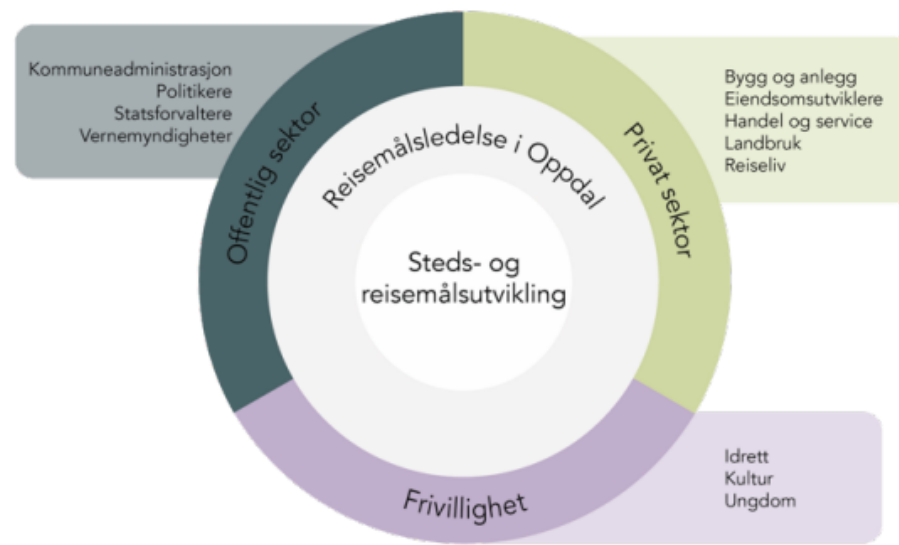 Kommuneadministrasjon
Politikere
Statsforvaltere
Vernemyndigheter
Offentlig sektor
Reisemålsledelse i Oppdal
Steds- og
reisemålsutvikling
Privat sektor
Bygg og anlegg
Eiendsomsutviklere
Handel og service
Landbruk
Reiseliv
Frivillighet
Idrett
Kultur
Ungdom